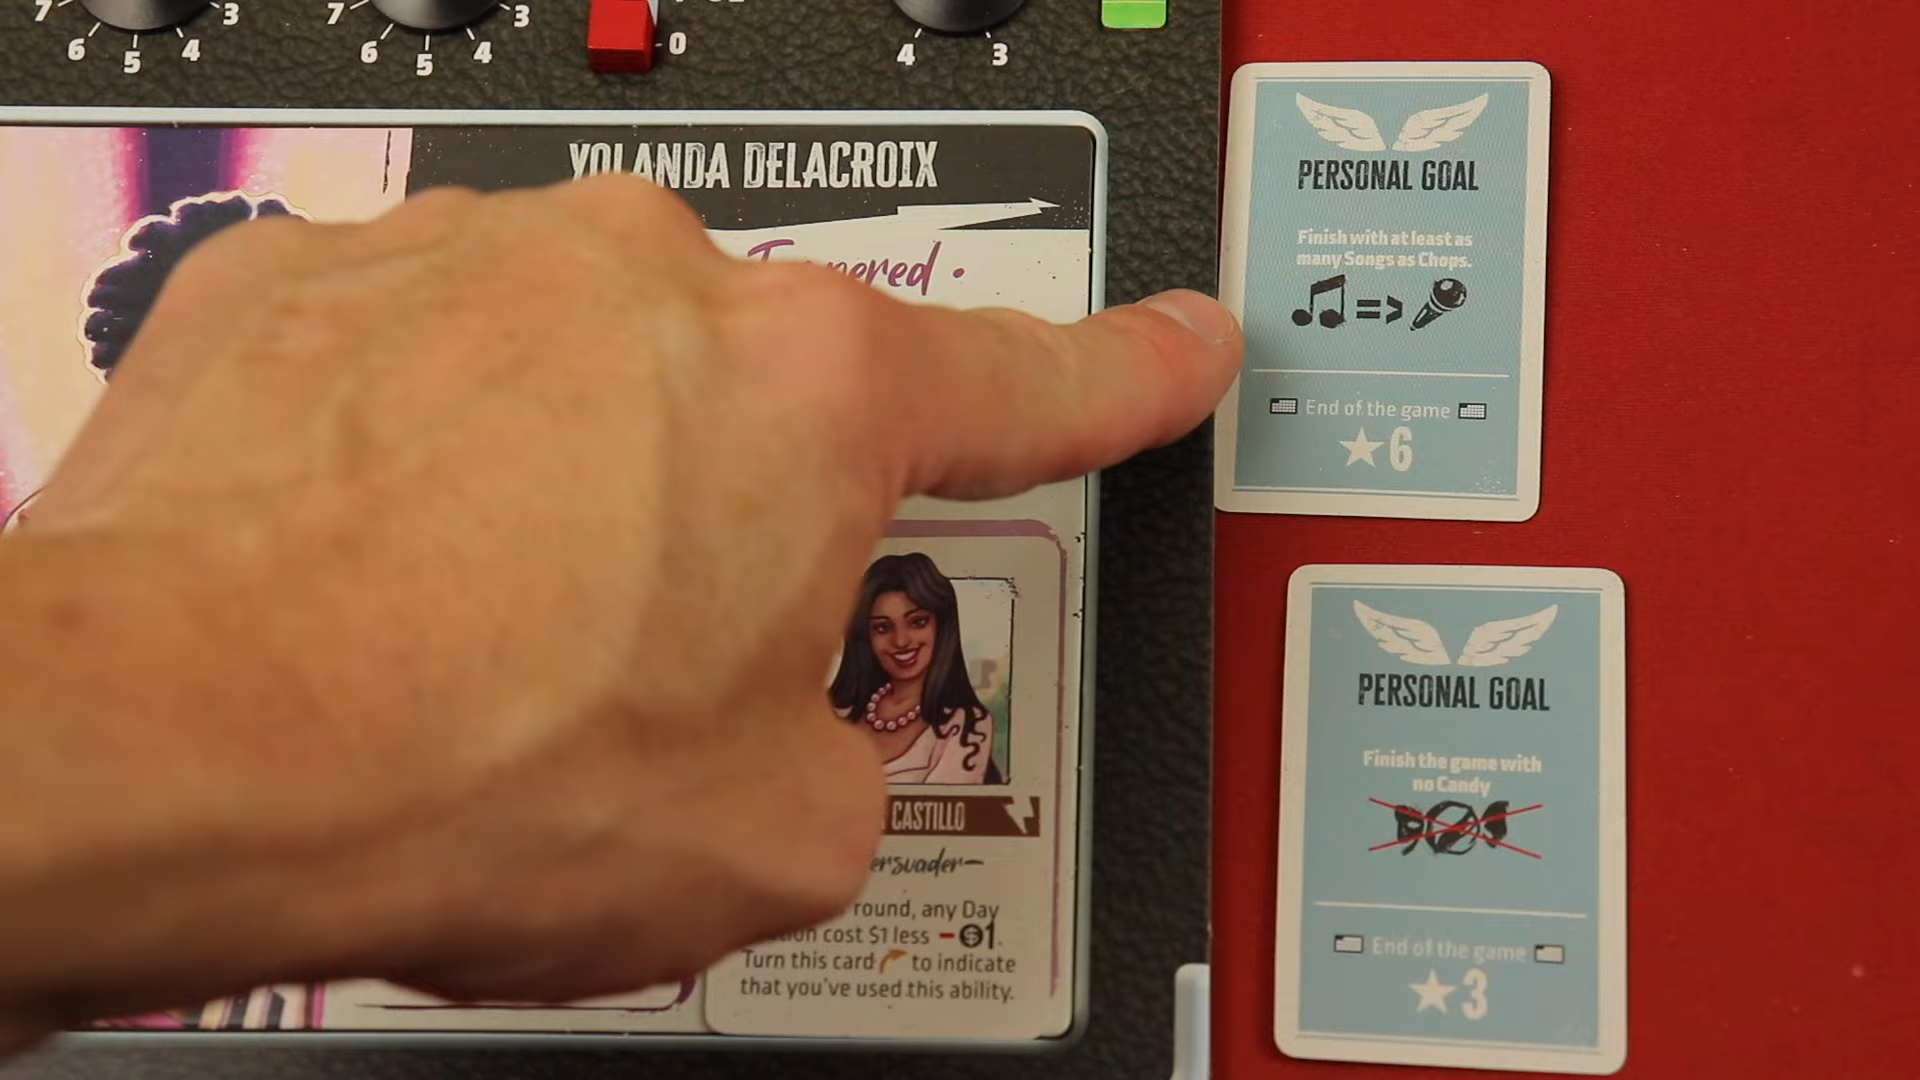 7
3
6
5
4
7
3
6
5
4
0
4
3
YOLANDA DELACROIX
CASTILLO
round, any Day
cost $1 less -$1.
Turn this card to indicate
that you've used this ability.
PERSONAL GOAL
Finish with at least as
many Songs as Chops.
=>
End of the game
6
PERSONAL GOAL
Finish the game with
no Candy
End of the game
3